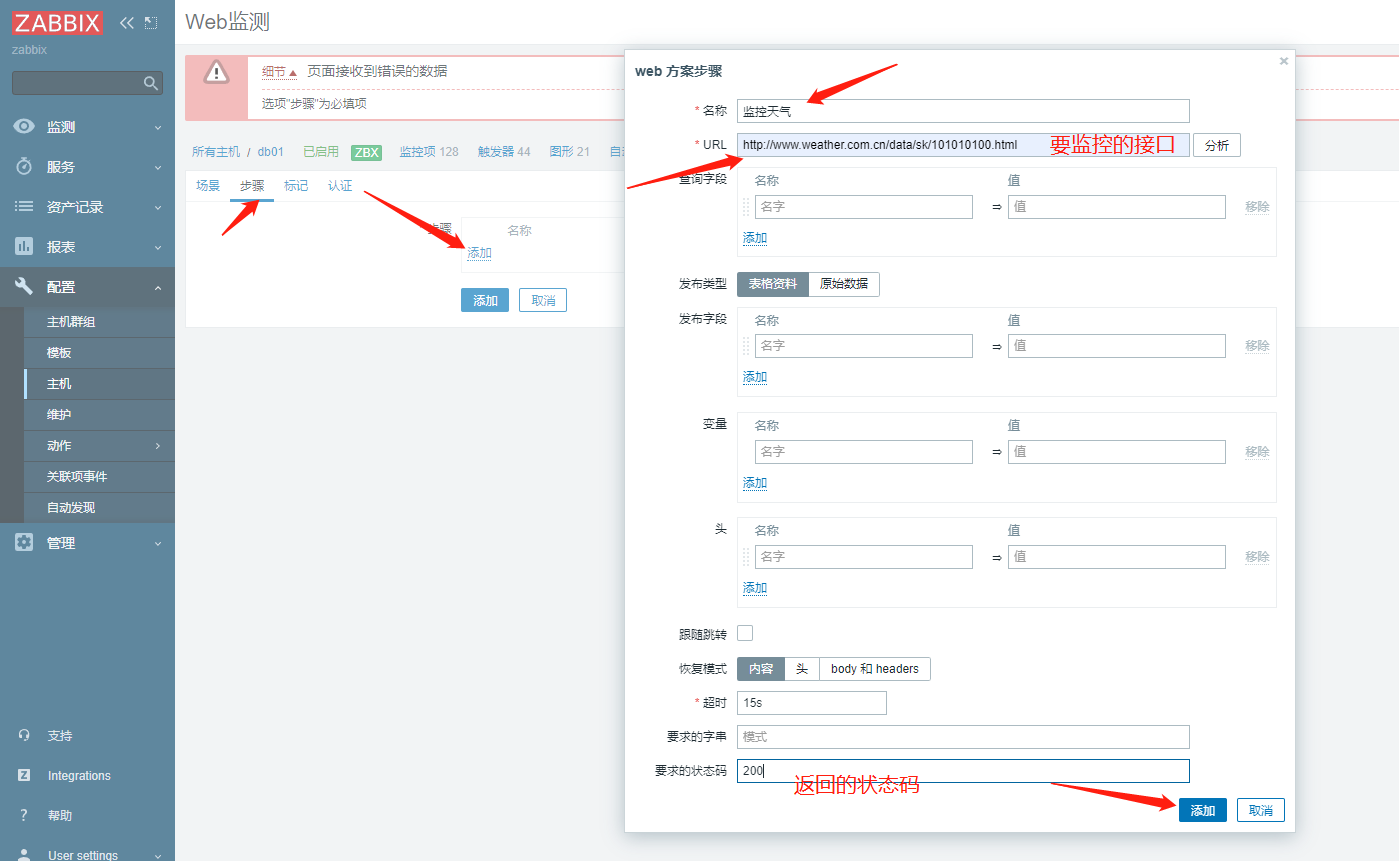 ZABBIX
zabbix
监测
服务
资产记录
报表
配置
主机群组
模板
主机
维护
动作
关联项事件
自动发现
管理
支持
Z Integrations
? 帮助
User settings
Web监测
细节 页面接收到错误的数据
选项"步骤"为必填项
所有主机 / db01 已启用 ZBX 监控项 128 触发器 44 图形 21
场景 步骤 标记 认证
步骤 名称
添加
添加 取消
web 方案步骤
* 名称 监控天气
* URL http://www.weather.com.cn/data/sk/101010100.html 要监控的接口 分析
查询字段 名称 值
名字 ⇒ 值 移除
添加
发布类型 表格资料 原始数据
发布字段 名称 值
名字 ⇒ 值 移除
添加
变量 名称 值
名字 ⇒ 值 移除
添加
头 名称 值
名字 ⇒ 值 移除
添加
跟随跳转
恢复模式 内容 头 body 和 headers
* 超时 15s
要求的字串 模式
要求的状态码 200
返回的状态码
添加 取消